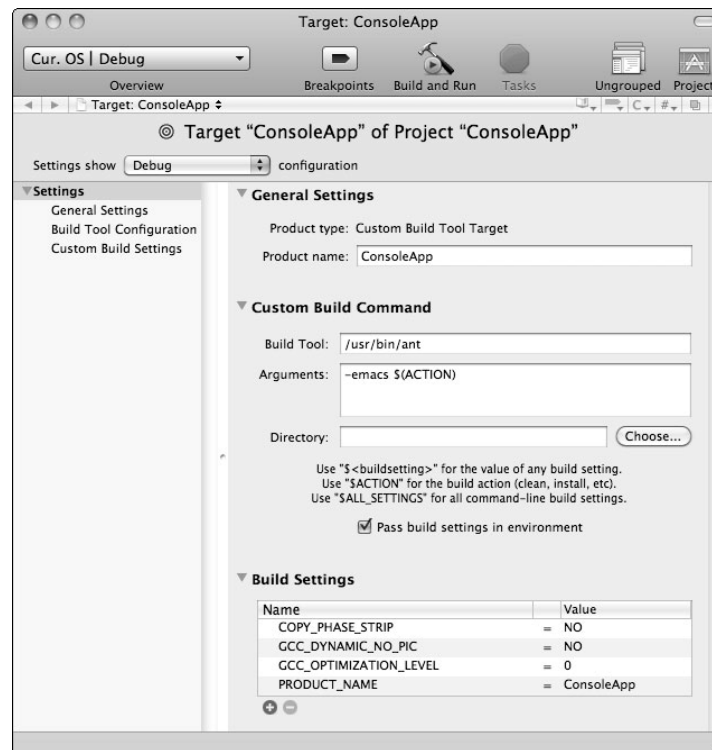 Target: ConsoleApp
Cur. OS | Debug
Overview Breakpoints Build and Run Tasks Ungrouped Project
Target: ConsoleApp
C #
Target “ConsoleApp” of Project “ConsoleApp”
Settings show Debug configuration
Settings
General Settings
Build Tool Configuration
Custom Build Settings
General Settings
Product type: Custom Build Tool Target
Product name: ConsoleApp
Custom Build Command
Build Tool: /usr/bin/ant
Arguments: -emacs $(ACTION)
Directory: Choose...
Use "$<buildsetting>" for the value of any build setting.
Use "$ACTION" for the build action (clean, install, etc).
Use "$ALL_SETTINGS" for all command-line build settings.
Pass build settings in environment
Build Settings
Name Value
COPY_PHASE_STRIP = NO
GCC_DYNAMIC_NO_PIC = NO
GCC_OPTIMIZATION_LEVEL = 0
PRODUCT_NAME = ConsoleApp